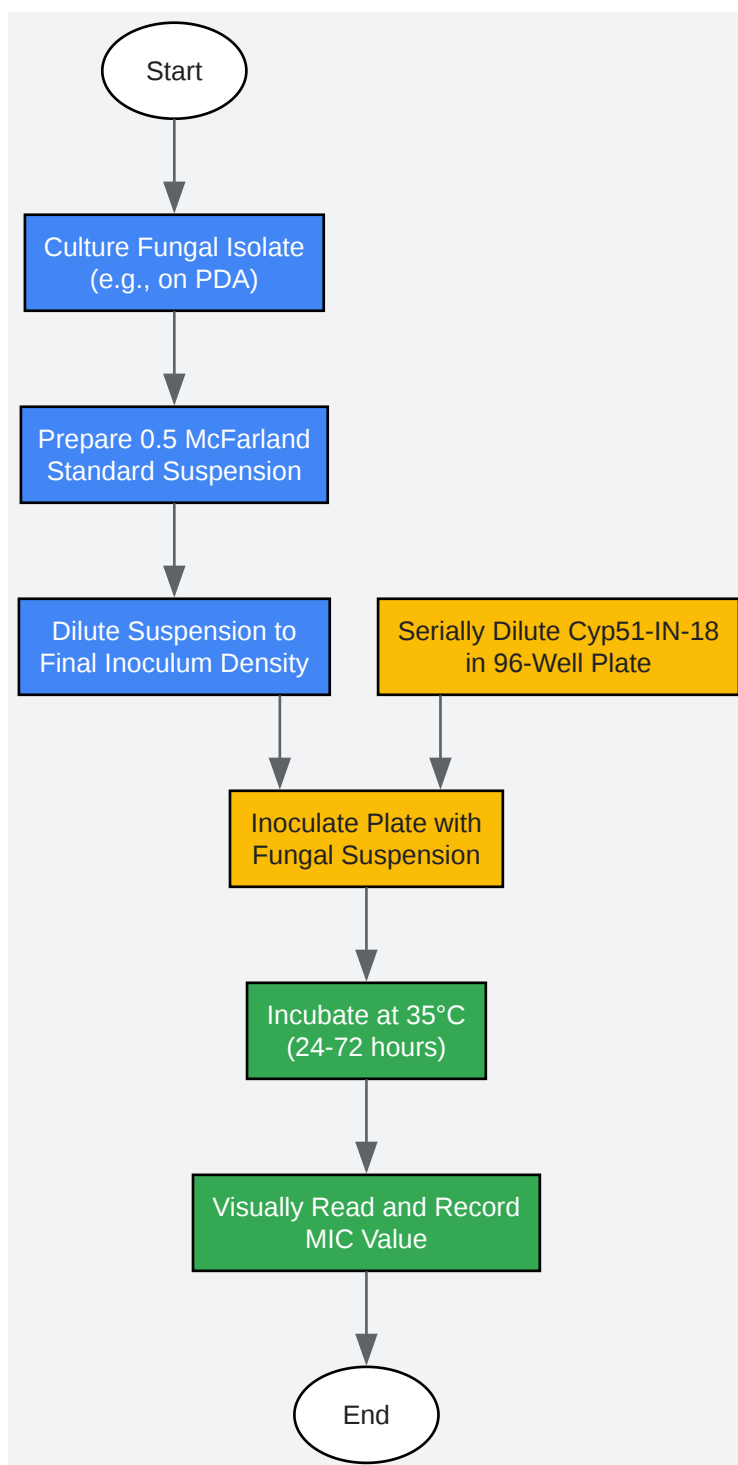 Start
Culture Fungal Isolate
(e.g., on PDA)
Prepare 0.5 McFarland
Standard Suspension
Dilute Suspension to
Final Inoculum Density
Serially Dilute Cyp51-IN-18
in 96-Well Plate
Inoculate Plate with
Fungal Suspension
Incubate at 35°C
(24-72 hours)
Visually Read and Record
MIC Value
End